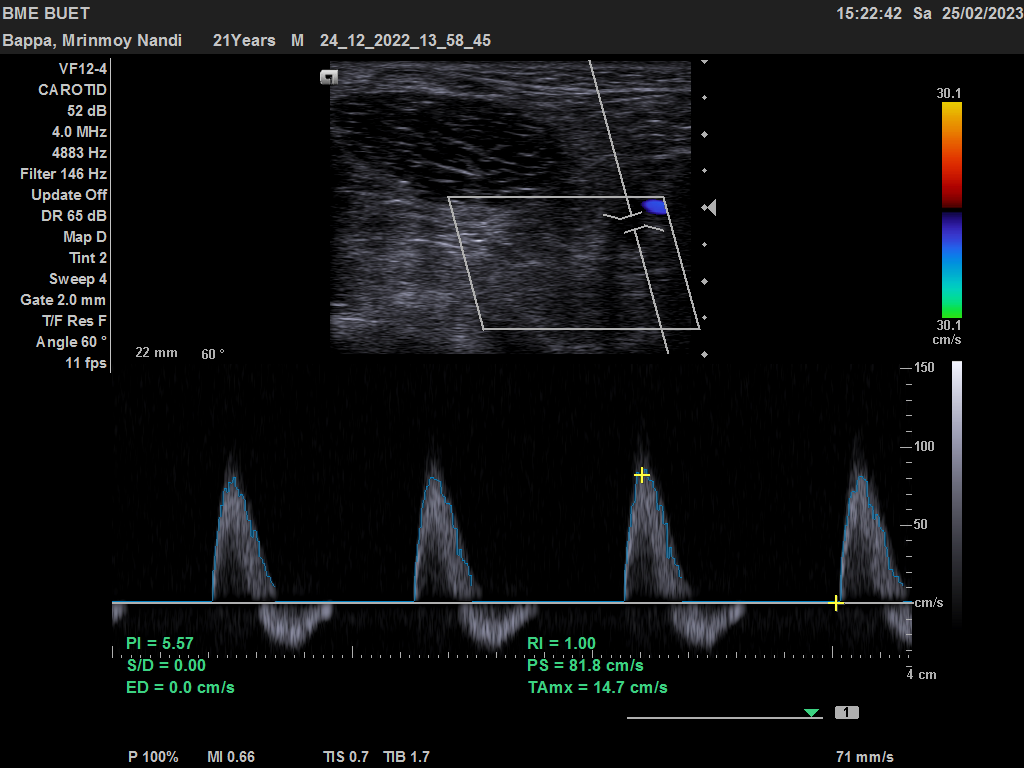 BME BUET 15:22:42 Sa 25/02/2023
Bappa, Mrinmoy Nandi 21Years M 24_12_2022_13_58_45
VF12-4
CAROTID
52 dB
4.0 MHz
4883 Hz
Filter 146 Hz
Update Off
DR 65 dB
Map D
Tint 2
Sweep 4
Gate 2.0 mm
T/F Res F
Angle 60 °
11 fps
22 mm 60 °
30.1
30.1
cm/s
150
100
50
cm/s
4 cm
PI = 5.57 RI = 1.00
S/D = 0.00 PS = 81.8 cm/s
ED = 0.0 cm/s TAmx = 14.7 cm/s
1
P 100% MI 0.66 TIS 0.7 TIB 1.7 71 mm/s